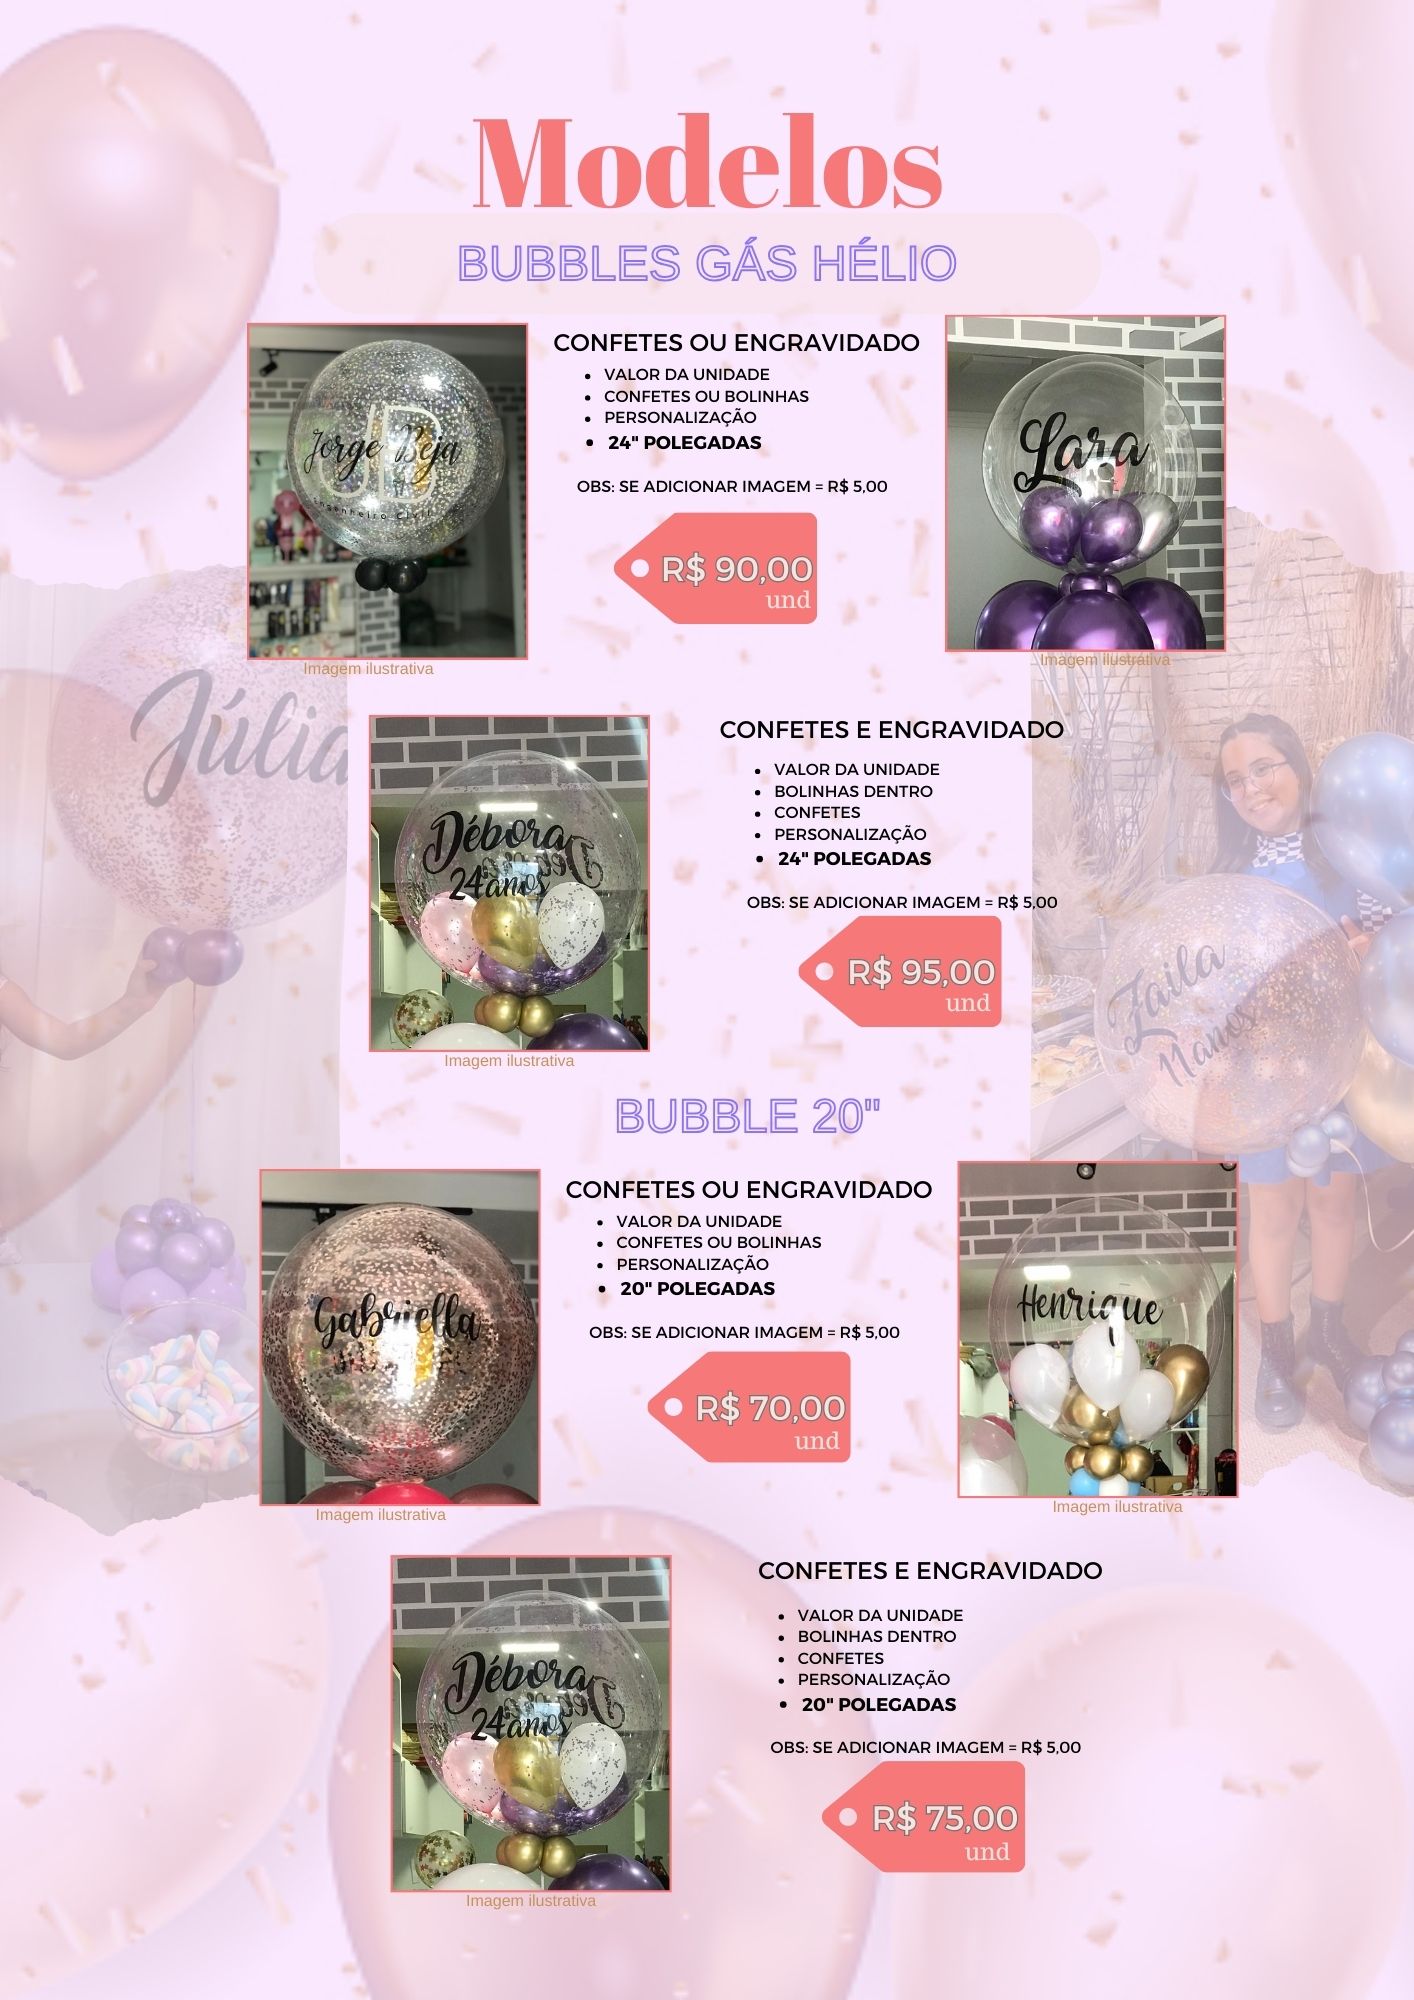 Modelos
BUBBLES GÁS HÉLIO
CONFETES OU ENGRAVIDADO
VALOR DA UNIDADE
CONFETES OU BOLINHAS
PERSONALIZAÇÃO
24" POLEGADAS
OBS: SE ADICIONAR IMAGEM = R$ 5,00
R$ 90,00
und
JB
Jorge Beja
Engenheiro Civil
Imagem ilustrativa
Lara
Imagem ilustrativa
Júlia
Débora
24anos
Imagem ilustrativa
CONFETES E ENGRAVIDADO
VALOR DA UNIDADE
BOLINHAS DENTRO
CONFETES
PERSONALIZAÇÃO
24" POLEGADAS
OBS: SE ADICIONAR IMAGEM = R$ 5,00
R$ 95,00
und
BUBBLE 20"
Gabriella
Imagem ilustrativa
CONFETES OU ENGRAVIDADO
VALOR DA UNIDADE
CONFETES OU BOLINHAS
PERSONALIZAÇÃO
20" POLEGADAS
OBS: SE ADICIONAR IMAGEM = R$ 5,00
R$ 70,00
und
Henrique
Imagem ilustrativa
Débora
24anos
Imagem ilustrativa
CONFETES E ENGRAVIDADO
VALOR DA UNIDADE
BOLINHAS DENTRO
CONFETES
PERSONALIZAÇÃO
20" POLEGADAS
OBS: SE ADICIONAR IMAGEM = R$ 5,00
R$ 75,00
und